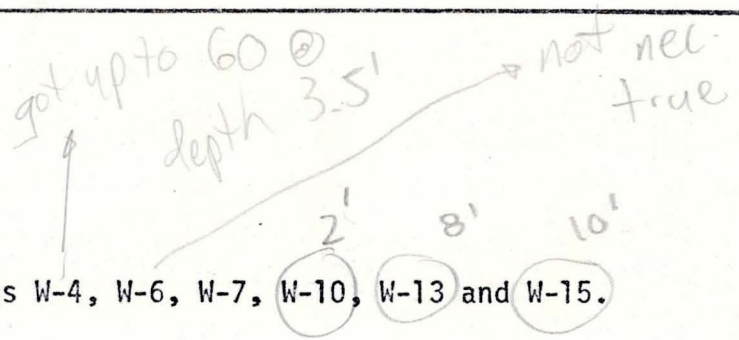 got up to 60 @
depth 3.5'
not nec.
true
2' 8' 10'
s W-4, W-6, W-7, W-10, W-13 and W-15.